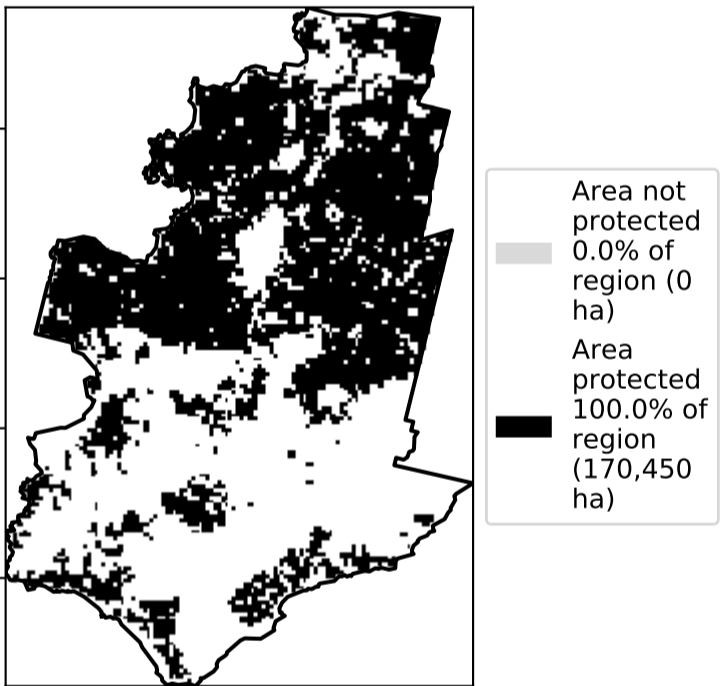 Area not
protected
0.0% of
region (0
ha)
Area
protected
100.0% of
region
(170,450
ha)